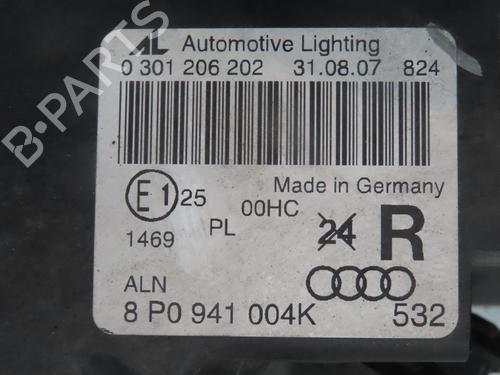 AL Automotive Lighting
0 301 206 202 31.08.07 824
E1 25 00HC Made in Germany
1469 PL 24 R
ALN
8 P0 941 004K 532
B-PARTS